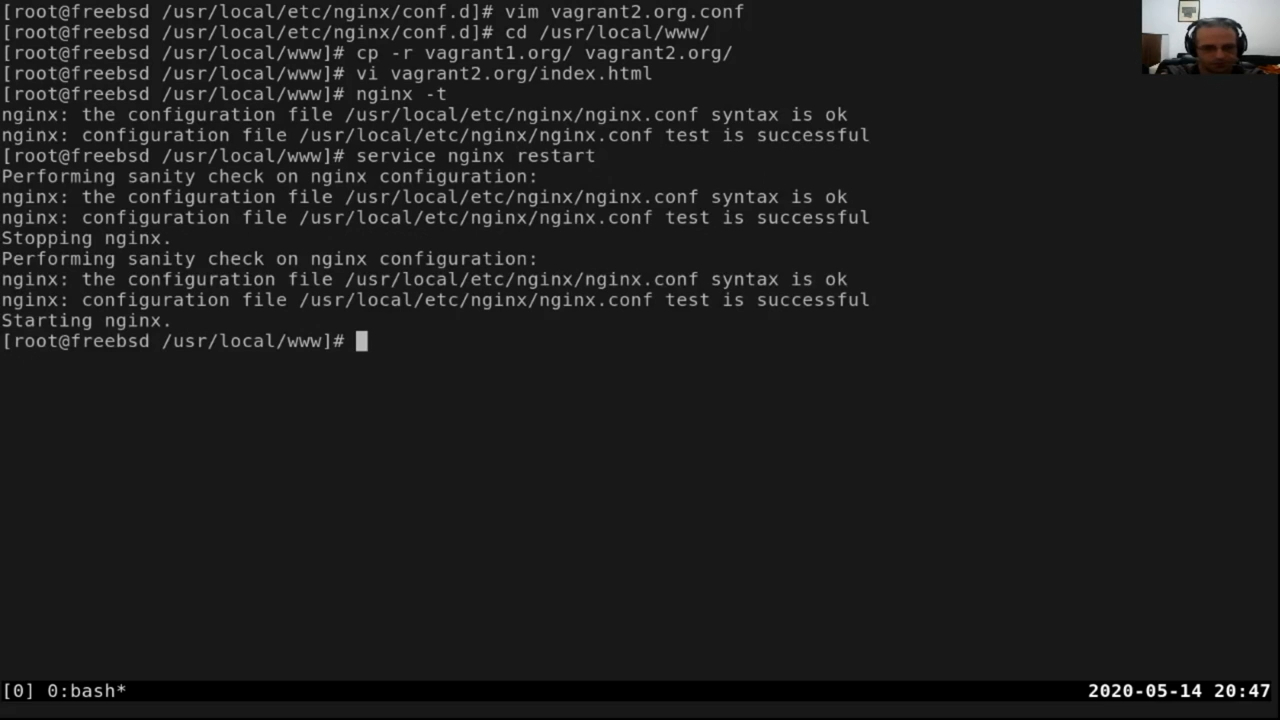 [root@freebsd /usr/local/etc/nginx/conf.d]# vim vagrant2.org.conf
[root@freebsd /usr/local/etc/nginx/conf.d]# cd /usr/local/www/
[root@freebsd /usr/local/www]# cp -r vagrant1.org/ vagrant2.org/
[root@freebsd /usr/local/www]# vi vagrant2.org/index.html
[root@freebsd /usr/local/www]# nginx -t
nginx: the configuration file /usr/local/etc/nginx/nginx.conf syntax is ok
nginx: configuration file /usr/local/etc/nginx/nginx.conf test is successful
[root@freebsd /usr/local/www]# service nginx restart
Performing sanity check on nginx configuration:
nginx: the configuration file /usr/local/etc/nginx/nginx.conf syntax is ok
nginx: configuration file /usr/local/etc/nginx/nginx.conf test is successful
Stopping nginx.
Performing sanity check on nginx configuration:
nginx: the configuration file /usr/local/etc/nginx/nginx.conf syntax is ok
nginx: configuration file /usr/local/etc/nginx/nginx.conf test is successful
Starting nginx.
[root@freebsd /usr/local/www]#
[0] 0:bash* 2020-05-14 20:47